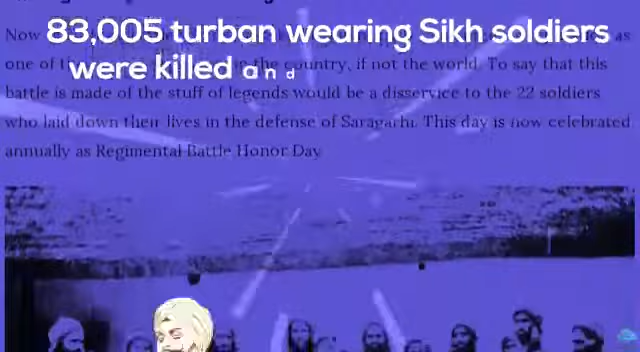 83,005 turban wearing Sikh soldiers
were killed and
Now as
one of the country, if not the world. To say that this
battle is made of the stuff of legends would be a disservice to the 22 soldiers
who laid down their lives in the defense of Saragarhi. This day is now celebrated
annually as Regimental Battle Honor Day